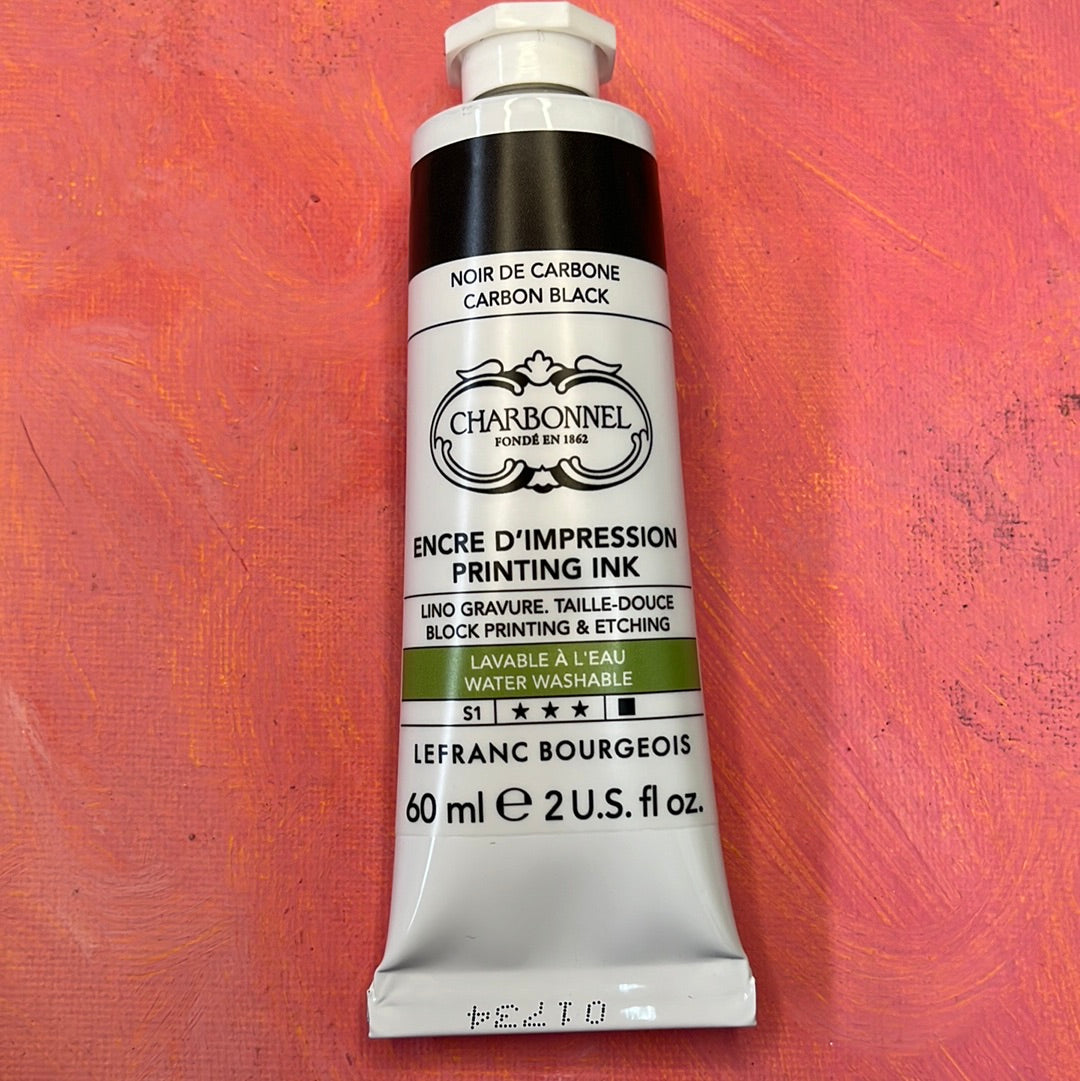 NOIR DE CARBONE
CARBON BLACK
CHARBONNEL
FONDÉ EN 1862
ENCRE D'IMPRESSION
PRINTING INK
LINO GRAVURE. TAILLE-DOUCE
BLOCK PRINTING & ETCHING
LAVABLE À L'EAU
WATER WASHABLE
S1 ★ ★ ★ ■
LEFRANC BOURGEOIS
60 ml ℮ 2 U.S. fl oz.
01734